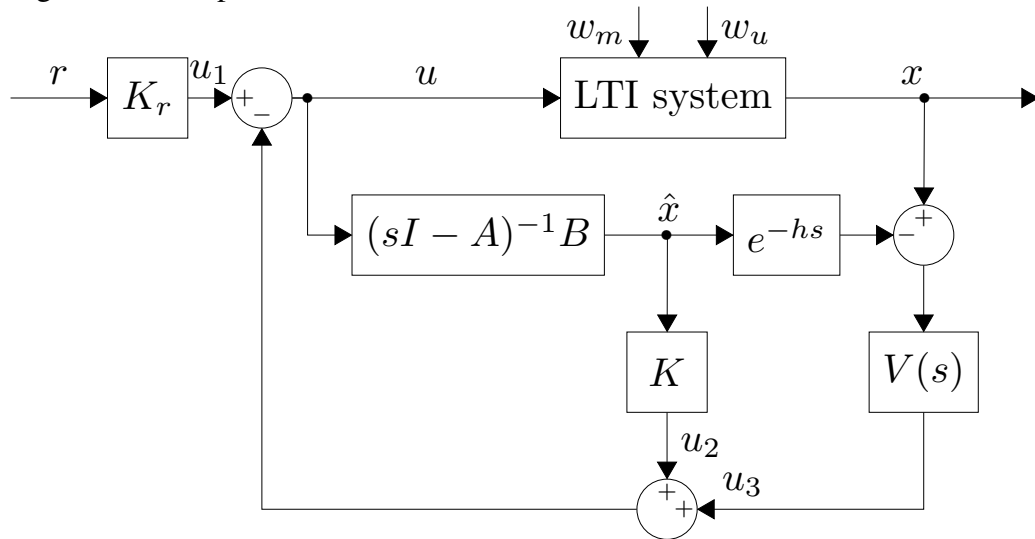 w_m w_u
r K_r u_1 + − u LTI system x
(sI − A)^{-1}B x̂ e^{-hs} − +
K V(s)
u_2 u_3
+ +